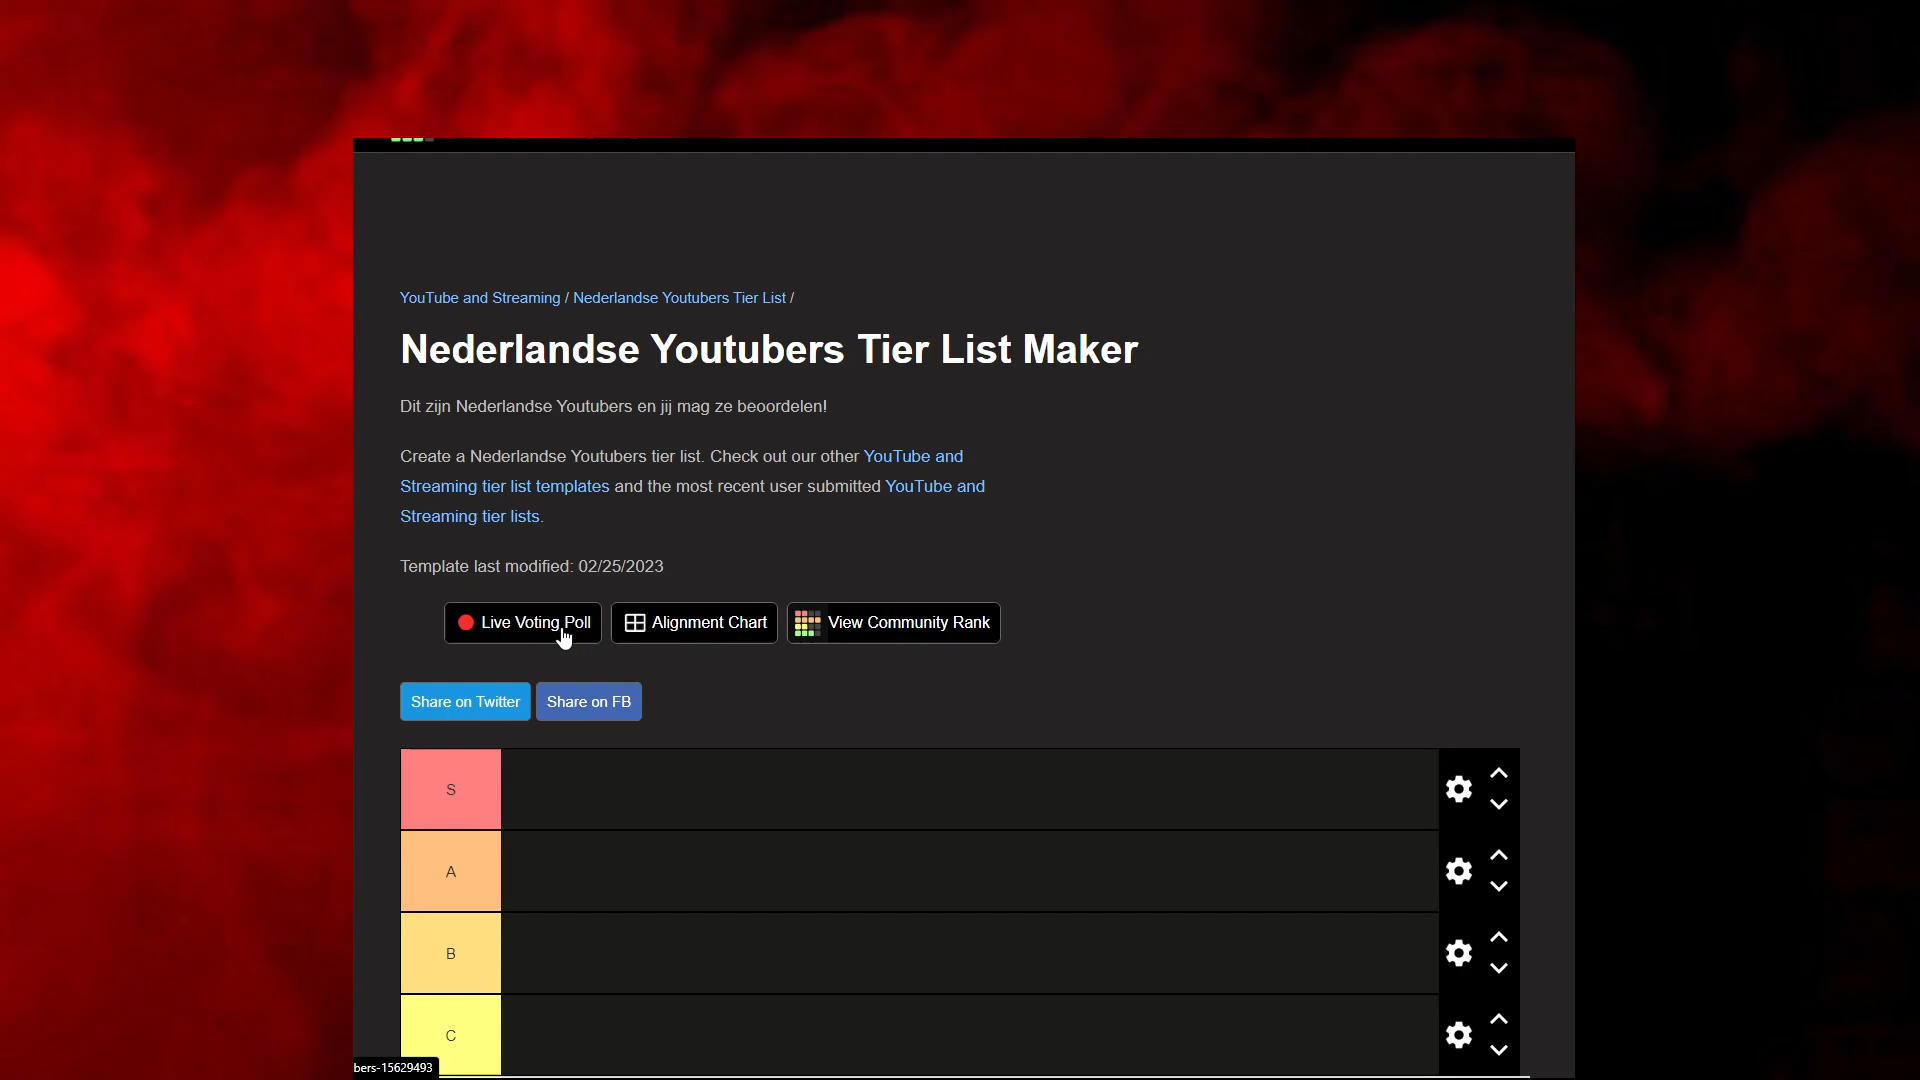 YouTube and Streaming / Nederlandse Youtubers Tier List /
Nederlandse Youtubers Tier List Maker
Dit zijn Nederlandse Youtubers en jij mag ze beoordelen!
Create a Nederlandse Youtubers tier list. Check out our other YouTube and
Streaming tier list templates and the most recent user submitted YouTube and
Streaming tier lists.
Template last modified: 02/25/2023
Live Voting Poll Alignment Chart View Community Rank
Share on Twitter Share on FB
S
A
B
C
bers-15629493